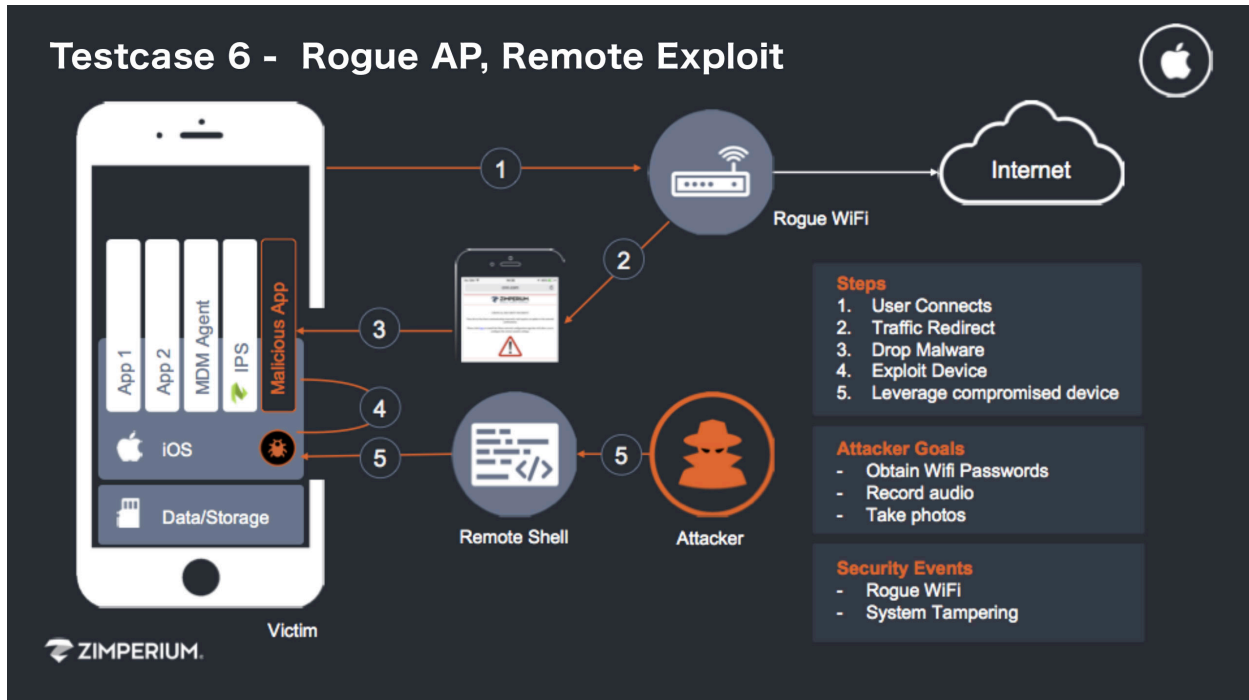 Testcase 6 - Rogue AP, Remote Exploit
1
Internet
Rogue WiFi
2
ZIMPERIUM
3
App 1
App 2
MDM Agent
IPS
Malicious App
4
iOS
5
5
Data/Storage
Remote Shell
Attacker
Victim
Steps
1. User Connects
2. Traffic Redirect
3. Drop Malware
4. Exploit Device
5. Leverage compromised device
Attacker Goals
- Obtain Wifi Passwords
- Record audio
- Take photos
Security Events
- Rogue WiFi
- System Tampering
ZIMPERIUM.